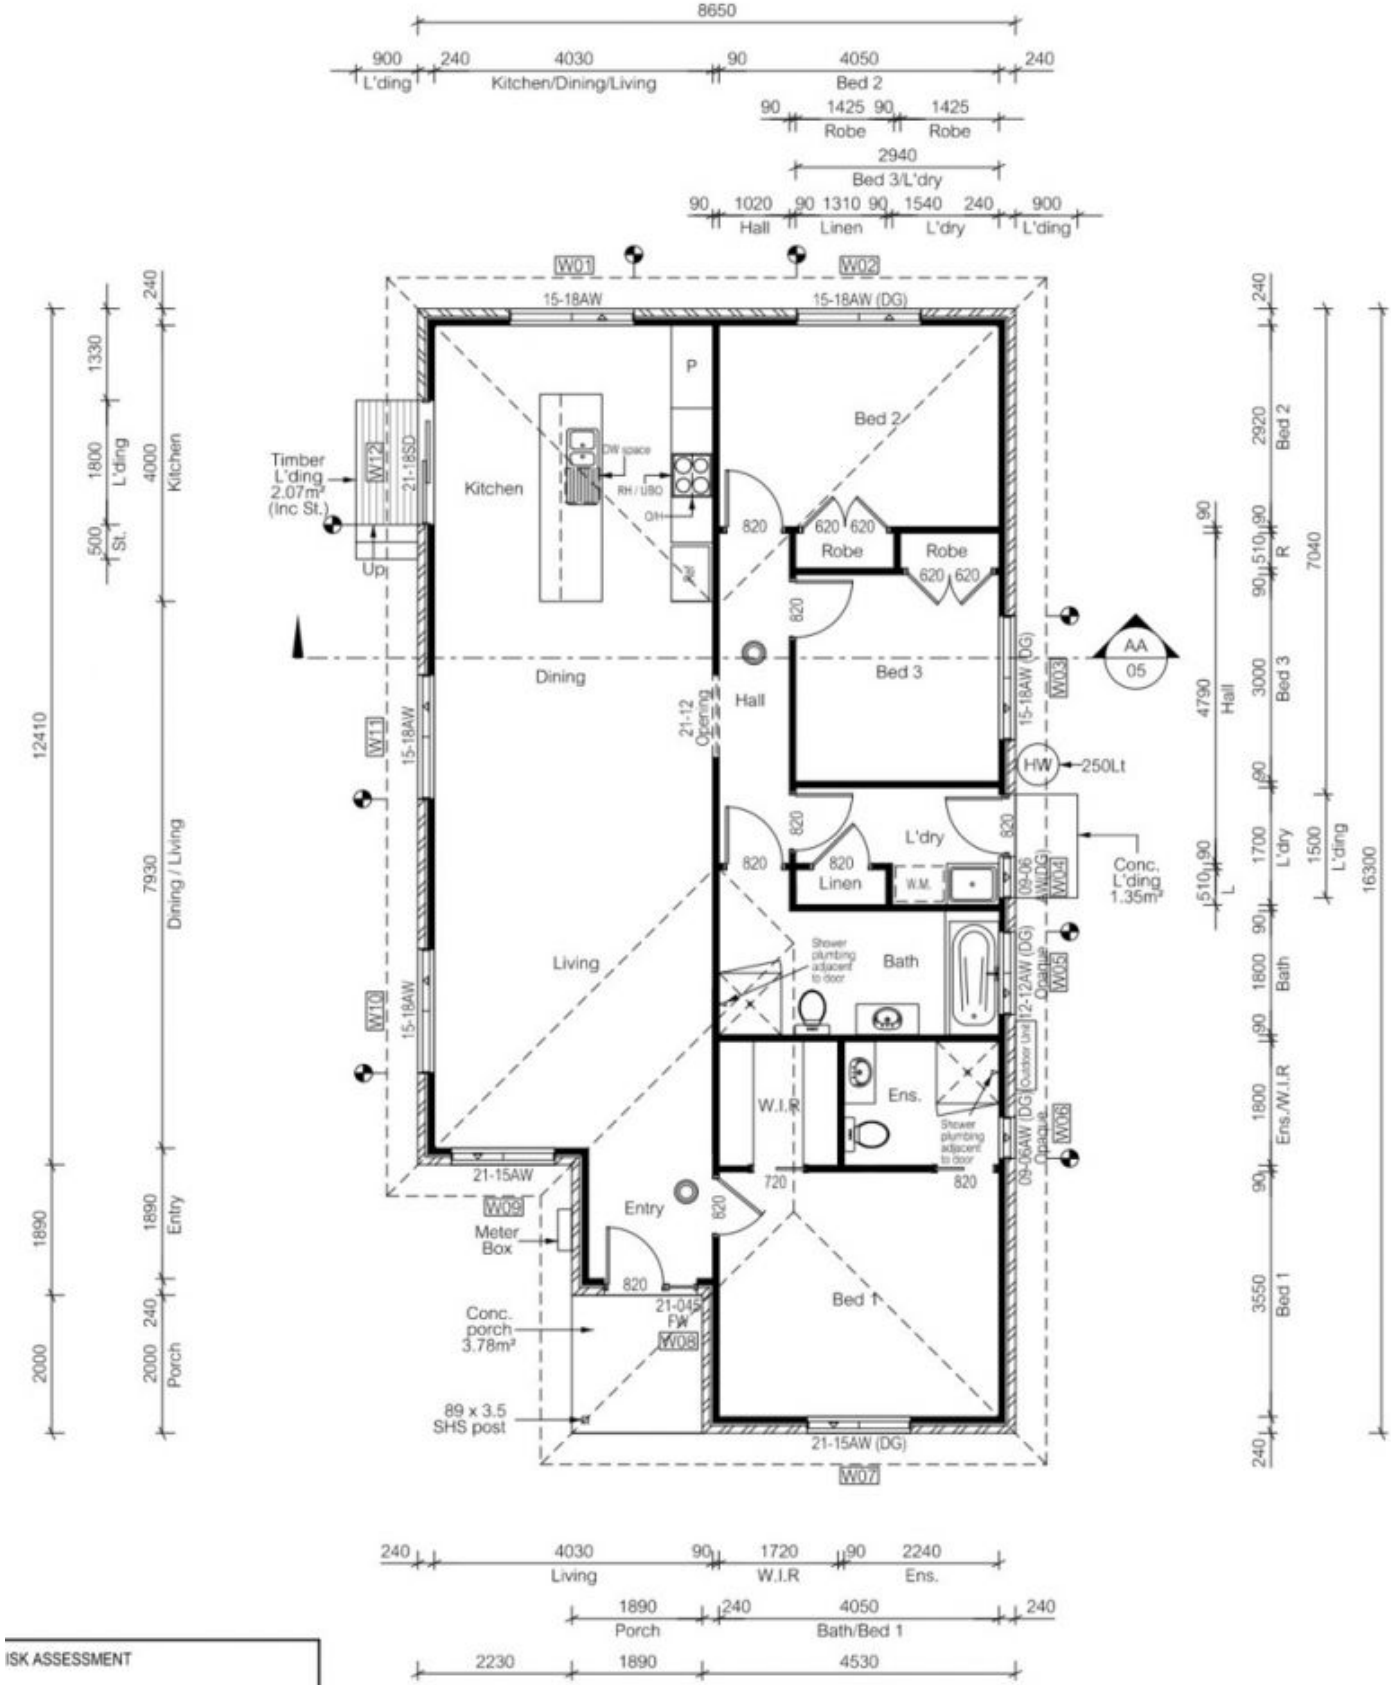 8650
900 240 4030 90 4050 240
L'ding Kitchen/Dining/Living Bed 2
90 1425 90 1425
Robe Robe
2940
Bed 3/L'dry
90 1020 90 1310 90 1540 240 900
Hall Linen L'dry L'ding
W01 W02
15-18AW 15-18AW (DG)
240
1330
1800
L'ding
500
St.
4000
Kitchen
12410
7930
Dining / Living
1890
1890
Entry
240
2000
2000
Porch
Timber
L'ding
2.07m²
(Inc St.)
W12
21-18SD
Up
P
Kitchen
DW space
RH / UBO
O/H
Ref
Bed 2
820 620 620
Robe Robe
620 620
820
Bed 3
Dining
Hall
21-12
Opening
W11
15-18AW
15-18AW (DG)
W03
AA
05
HW 250Lt
820
L'dry
820
820 820
Linen W.M.
09-06
AW(DG)
W04
Conc.
L'ding
1.35m²
Living
W10
15-18AW
Shower
plumbing
adjacent
to door
Bath
12-12AW (DG)
Opaque
W05
Outdoor Unit
W.I.R
Ens.
Shower
plumbing
adjacent
to door
09-06AW (DG)
Opaque
W06
720 820
21-15AW
W09
Meter
Box
Entry
820
820
21-045
FW
W08
Conc.
porch
3.78m²
89 x 3.5
SHS post
Bed 1
21-15AW (DG)
W07
240
2920
Bed 2
90
510
R
90
3000
Bed 3
90
1700
L'dry
90
1800
Bath
90
1800
Ens./W.I.R
90
3550
Bed 1
240
90
4790
Hall
90
510
L
7040
1500
L'ding
16300
240 4030 90 1720 90 2240
Living W.I.R Ens.
1890 240 4050 240
Porch Bath/Bed 1
2230 1890 4530
ISK ASSESSMENT